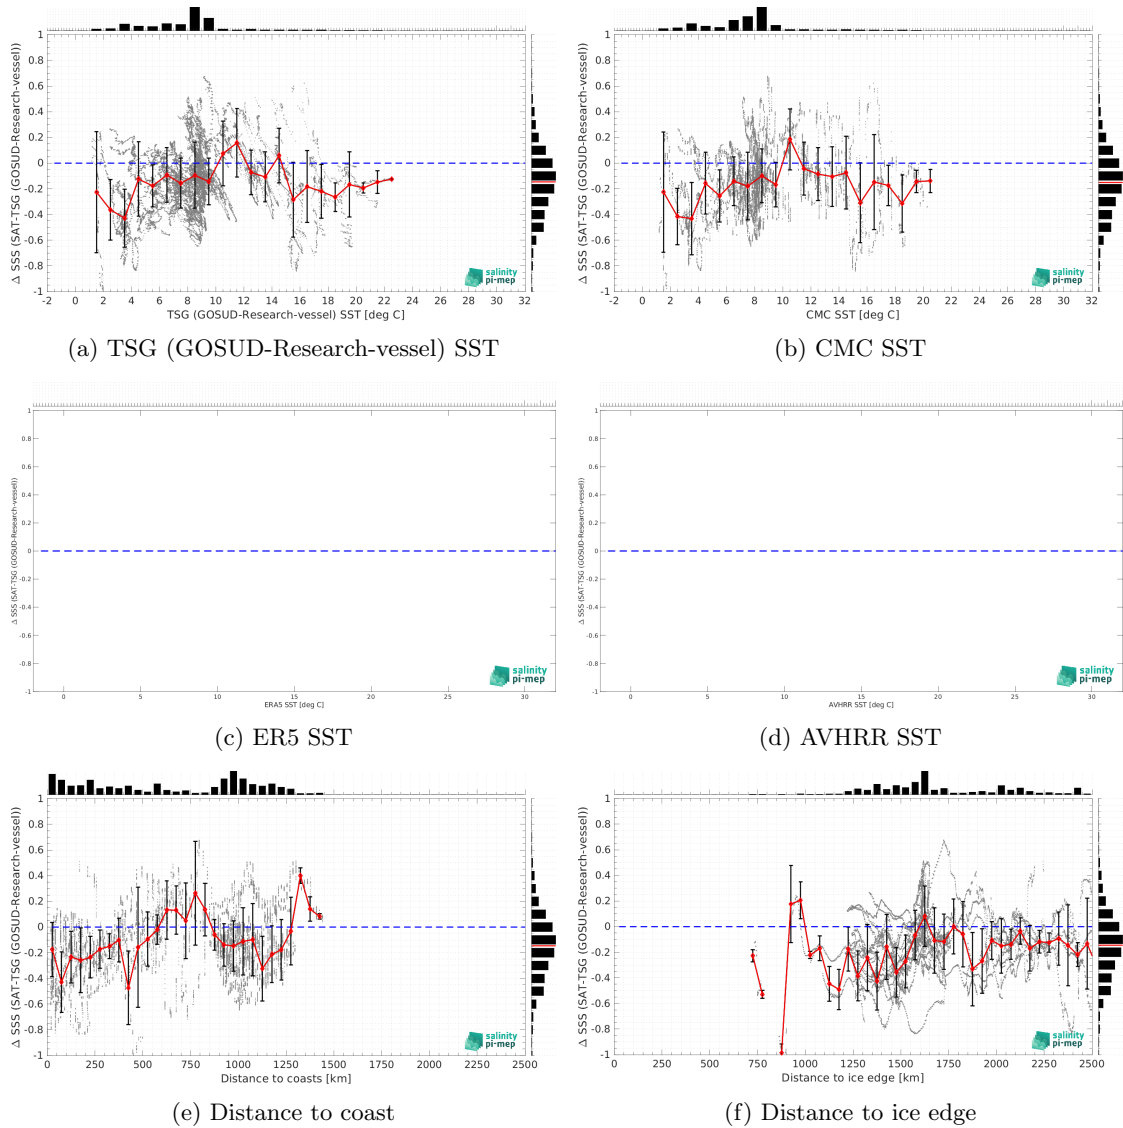 Δ SSS (SAT-TSG (GOSUD-Research-vessel))
1
0.8
0.6
0.4
0.2
0
-0.2
-0.4
-0.6
-0.8
-1
-2 0 2 4 6 8 10 12 14 16 18 20 22 24 26 28 30 32
TSG (GOSUD-Research-vessel) SST [deg C]
salinity
pi-mep
(a) TSG (GOSUD-Research-vessel) SST
Δ SSS (SAT-TSG (GOSUD-Research-vessel))
1
0.8
0.6
0.4
0.2
0
-0.2
-0.4
-0.6
-0.8
-1
-2 0 2 4 6 8 10 12 14 16 18 20 22 24 26 28 30 32
CMC SST [deg C]
salinity
pi-mep
(b) CMC SST
Δ SSS (SAT-TSG (GOSUD-Research-vessel))
1
0.8
0.6
0.4
0.2
0
-0.2
-0.4
-0.6
-0.8
-1
0 5 10 15 20 25 30
ERA5 SST [deg C]
salinity
pi-mep
(c) ER5 SST
Δ SSS (SAT-TSG (GOSUD-Research-vessel))
1
0.8
0.6
0.4
0.2
0
-0.2
-0.4
-0.6
-0.8
-1
0 5 10 15 20 25 30
AVHRR SST [deg C]
salinity
pi-mep
(d) AVHRR SST
Δ SSS (SAT-TSG (GOSUD-Research-vessel))
1
0.8
0.6
0.4
0.2
0
-0.2
-0.4
-0.6
-0.8
-1
0 250 500 750 1000 1250 1500 1750 2000 2250 2500
Distance to coasts [km]
salinity
pi-mep
(e) Distance to coast
Δ SSS (SAT-TSG (GOSUD-Research-vessel))
1
0.8
0.6
0.4
0.2
0
-0.2
-0.4
-0.6
-0.8
-1
0 250 500 750 1000 1250 1500 1750 2000 2250 2500
Distance to ice edge [km]
salinity
pi-mep
(f) Distance to ice edge